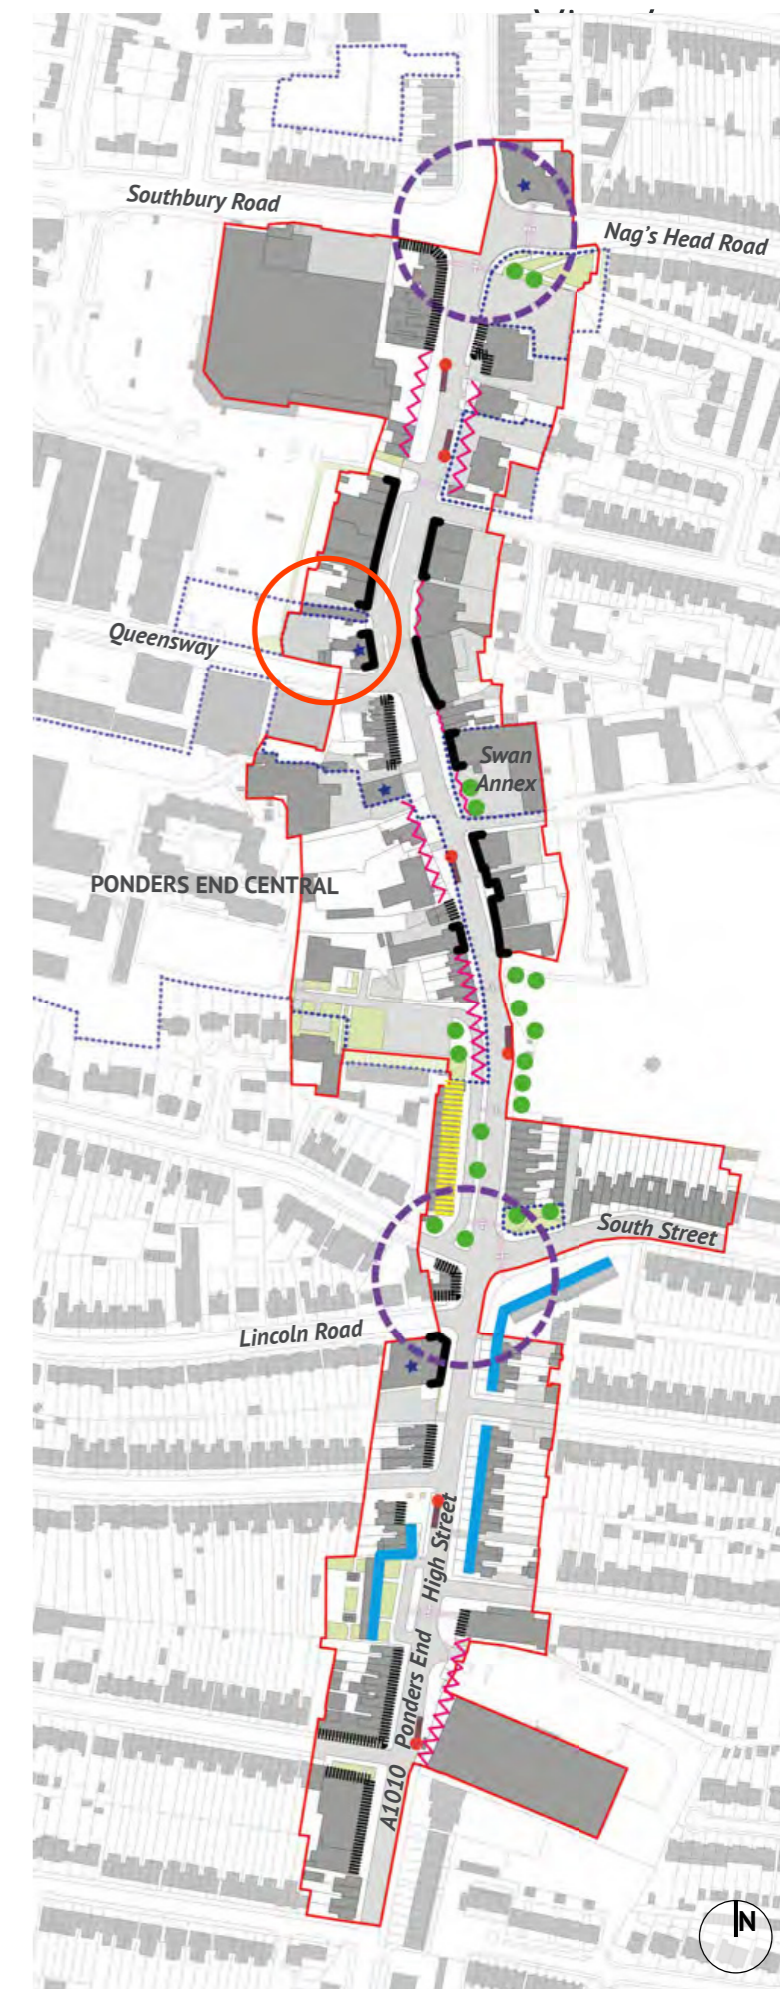 Southbury Road
Nag's Head Road
Queensway
Swan
Annex
PONDERS END CENTRAL
South Street
Lincoln Road
A1010 Ponders End High Street
N